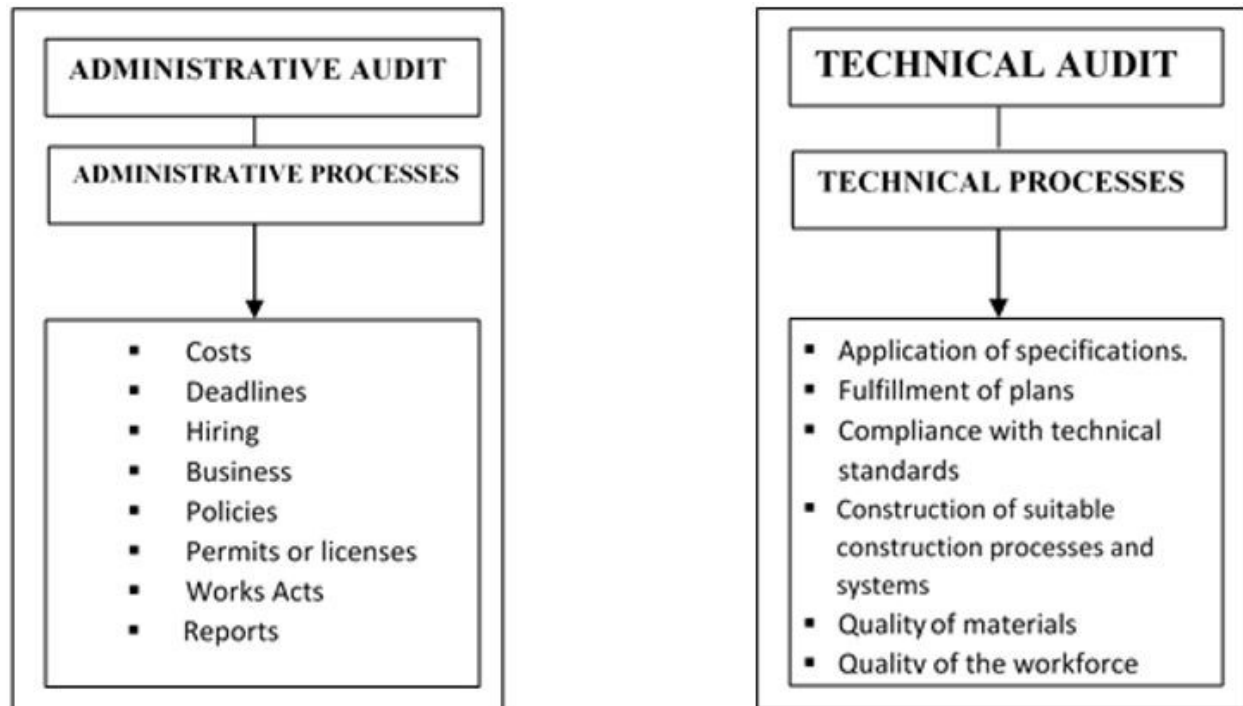 ADMINISTRATIVE AUDIT
ADMINISTRATIVE PROCESSES
▪ Costs
▪ Deadlines
▪ Hiring
▪ Business
▪ Policies
▪ Permits or licenses
▪ Works Acts
▪ Reports
TECHNICAL AUDIT
TECHNICAL PROCESSES
▪ Application of specifications.
▪ Fulfillment of plans
▪ Compliance with technical
standards
▪ Construction of suitable
construction processes and
systems
▪ Quality of materials
▪ Quality of the workforce